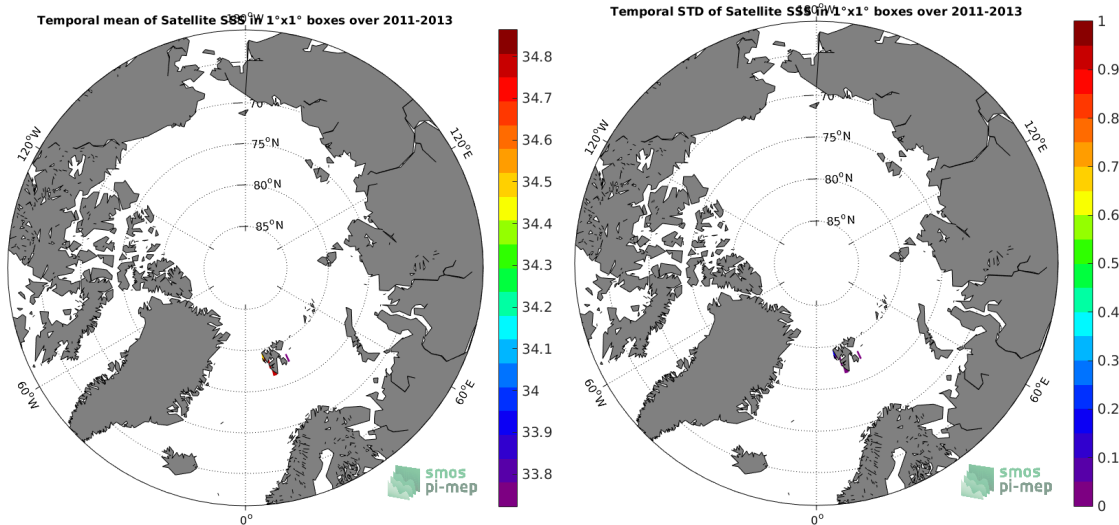 Temporal mean of Satellite SSS in 1°x1° boxes over 2011-2013
180°W
70
75°N
80°N
85°N
120°W
120°E
60°W
60°E
0°
34.8
34.7
34.6
34.5
34.4
34.3
34.2
34.1
34
33.9
33.8
smos
pi-mep
Temporal STD of Satellite SSS in 1°x1° boxes over 2011-2013
180°W
70
75°N
80°N
85°N
120°W
120°E
60°W
60°E
0°
1
0.9
0.8
0.7
0.6
0.5
0.4
0.3
0.2
0.1
0
smos
pi-mep